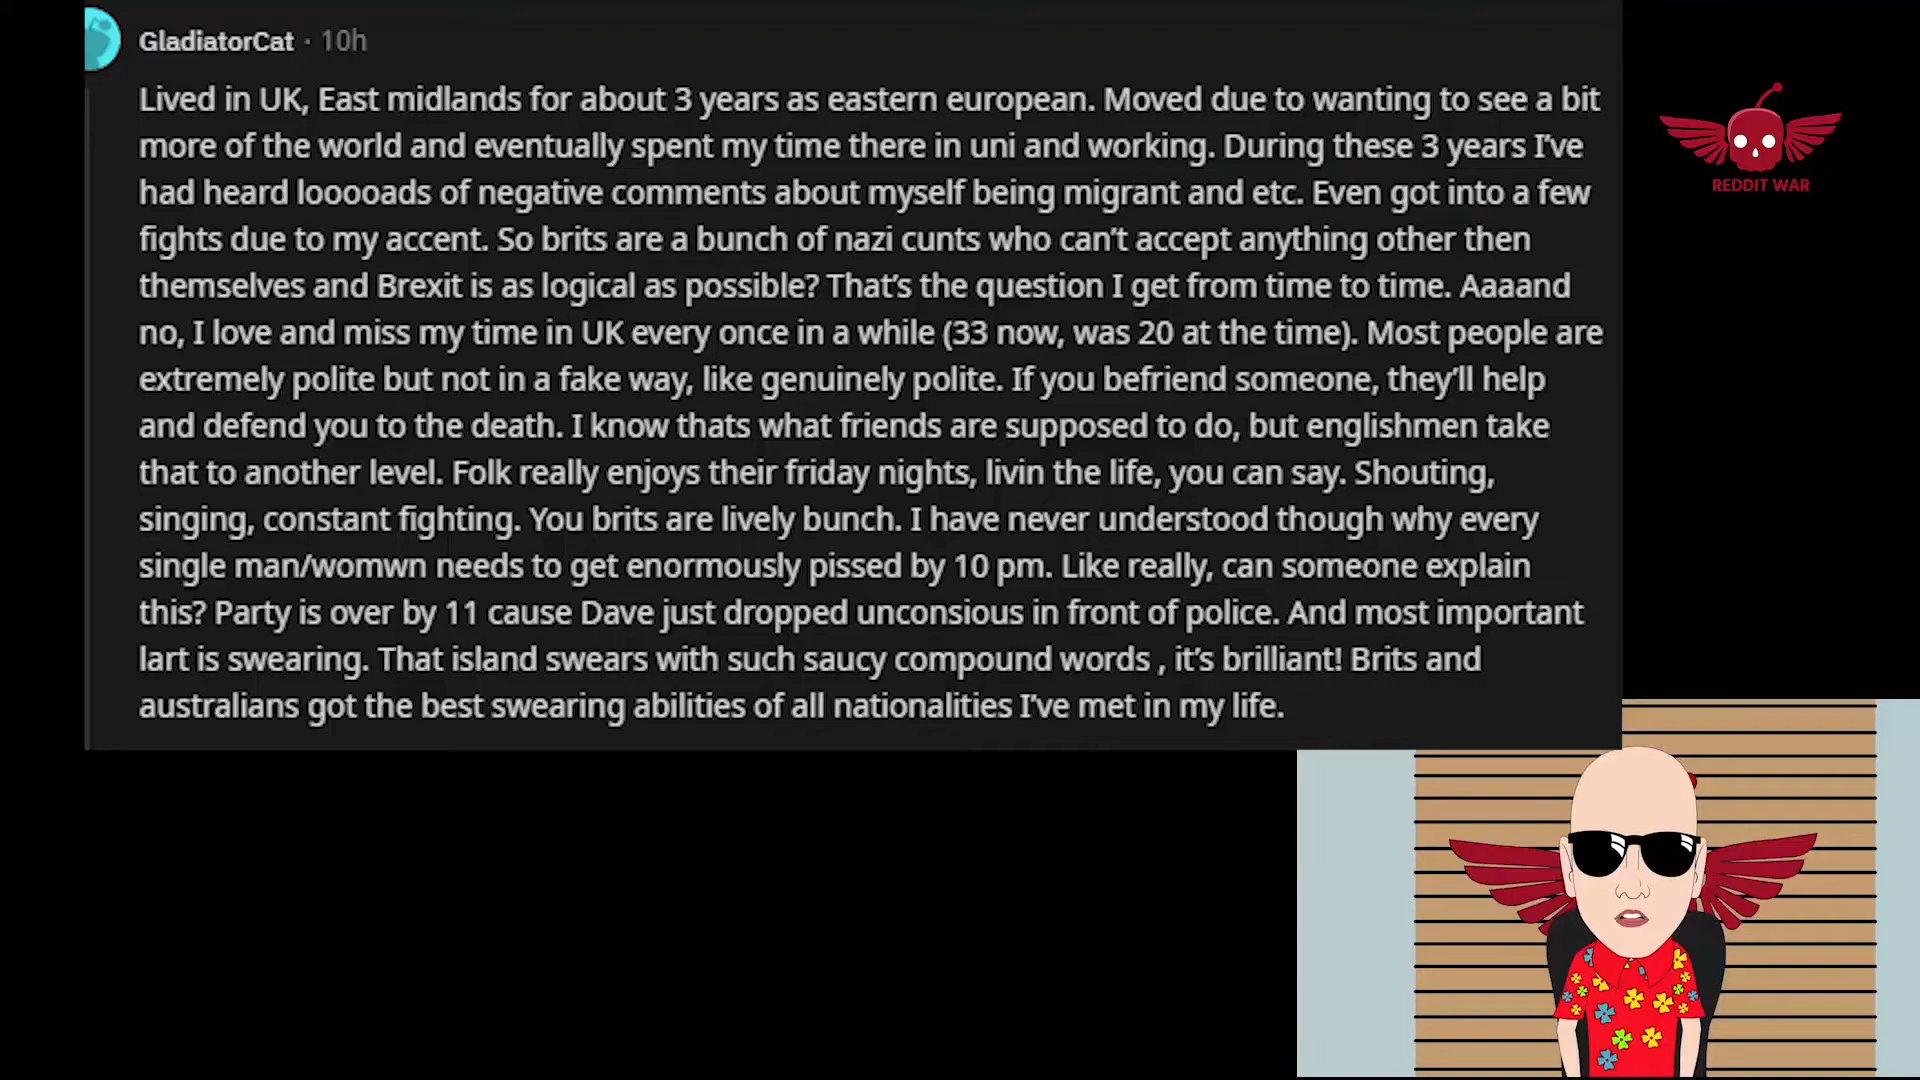 GladiatorCat · 10h
Lived in UK, East midlands for about 3 years as eastern european. Moved due to wanting to see a bit
more of the world and eventually spent my time there in uni and working. During these 3 years I've
had heard looooads of negative comments about myself being migrant and etc. Even got into a few
fights due to my accent. So brits are a bunch of nazi cunts who can't accept anything other then
themselves and Brexit is as logical as possible? That's the question I get from time to time. Aaaand
no, I love and miss my time in UK every once in a while (33 now, was 20 at the time). Most people are
extremely polite but not in a fake way, like genuinely polite. If you befriend someone, they'll help
and defend you to the death. I know thats what friends are supposed to do, but englishmen take
that to another level. Folk really enjoys their friday nights, livin the life, you can say. Shouting,
singing, constant fighting. You brits are lively bunch. I have never understood though why every
single man/womwn needs to get enormously pissed by 10 pm. Like really, can someone explain
this? Party is over by 11 cause Dave just dropped unconsious in front of police. And most important
lart is swearing. That island swears with such saucy compound words , it's brilliant! Brits and
australians got the best swearing abilities of all nationalities I've met in my life.
REDDIT WAR